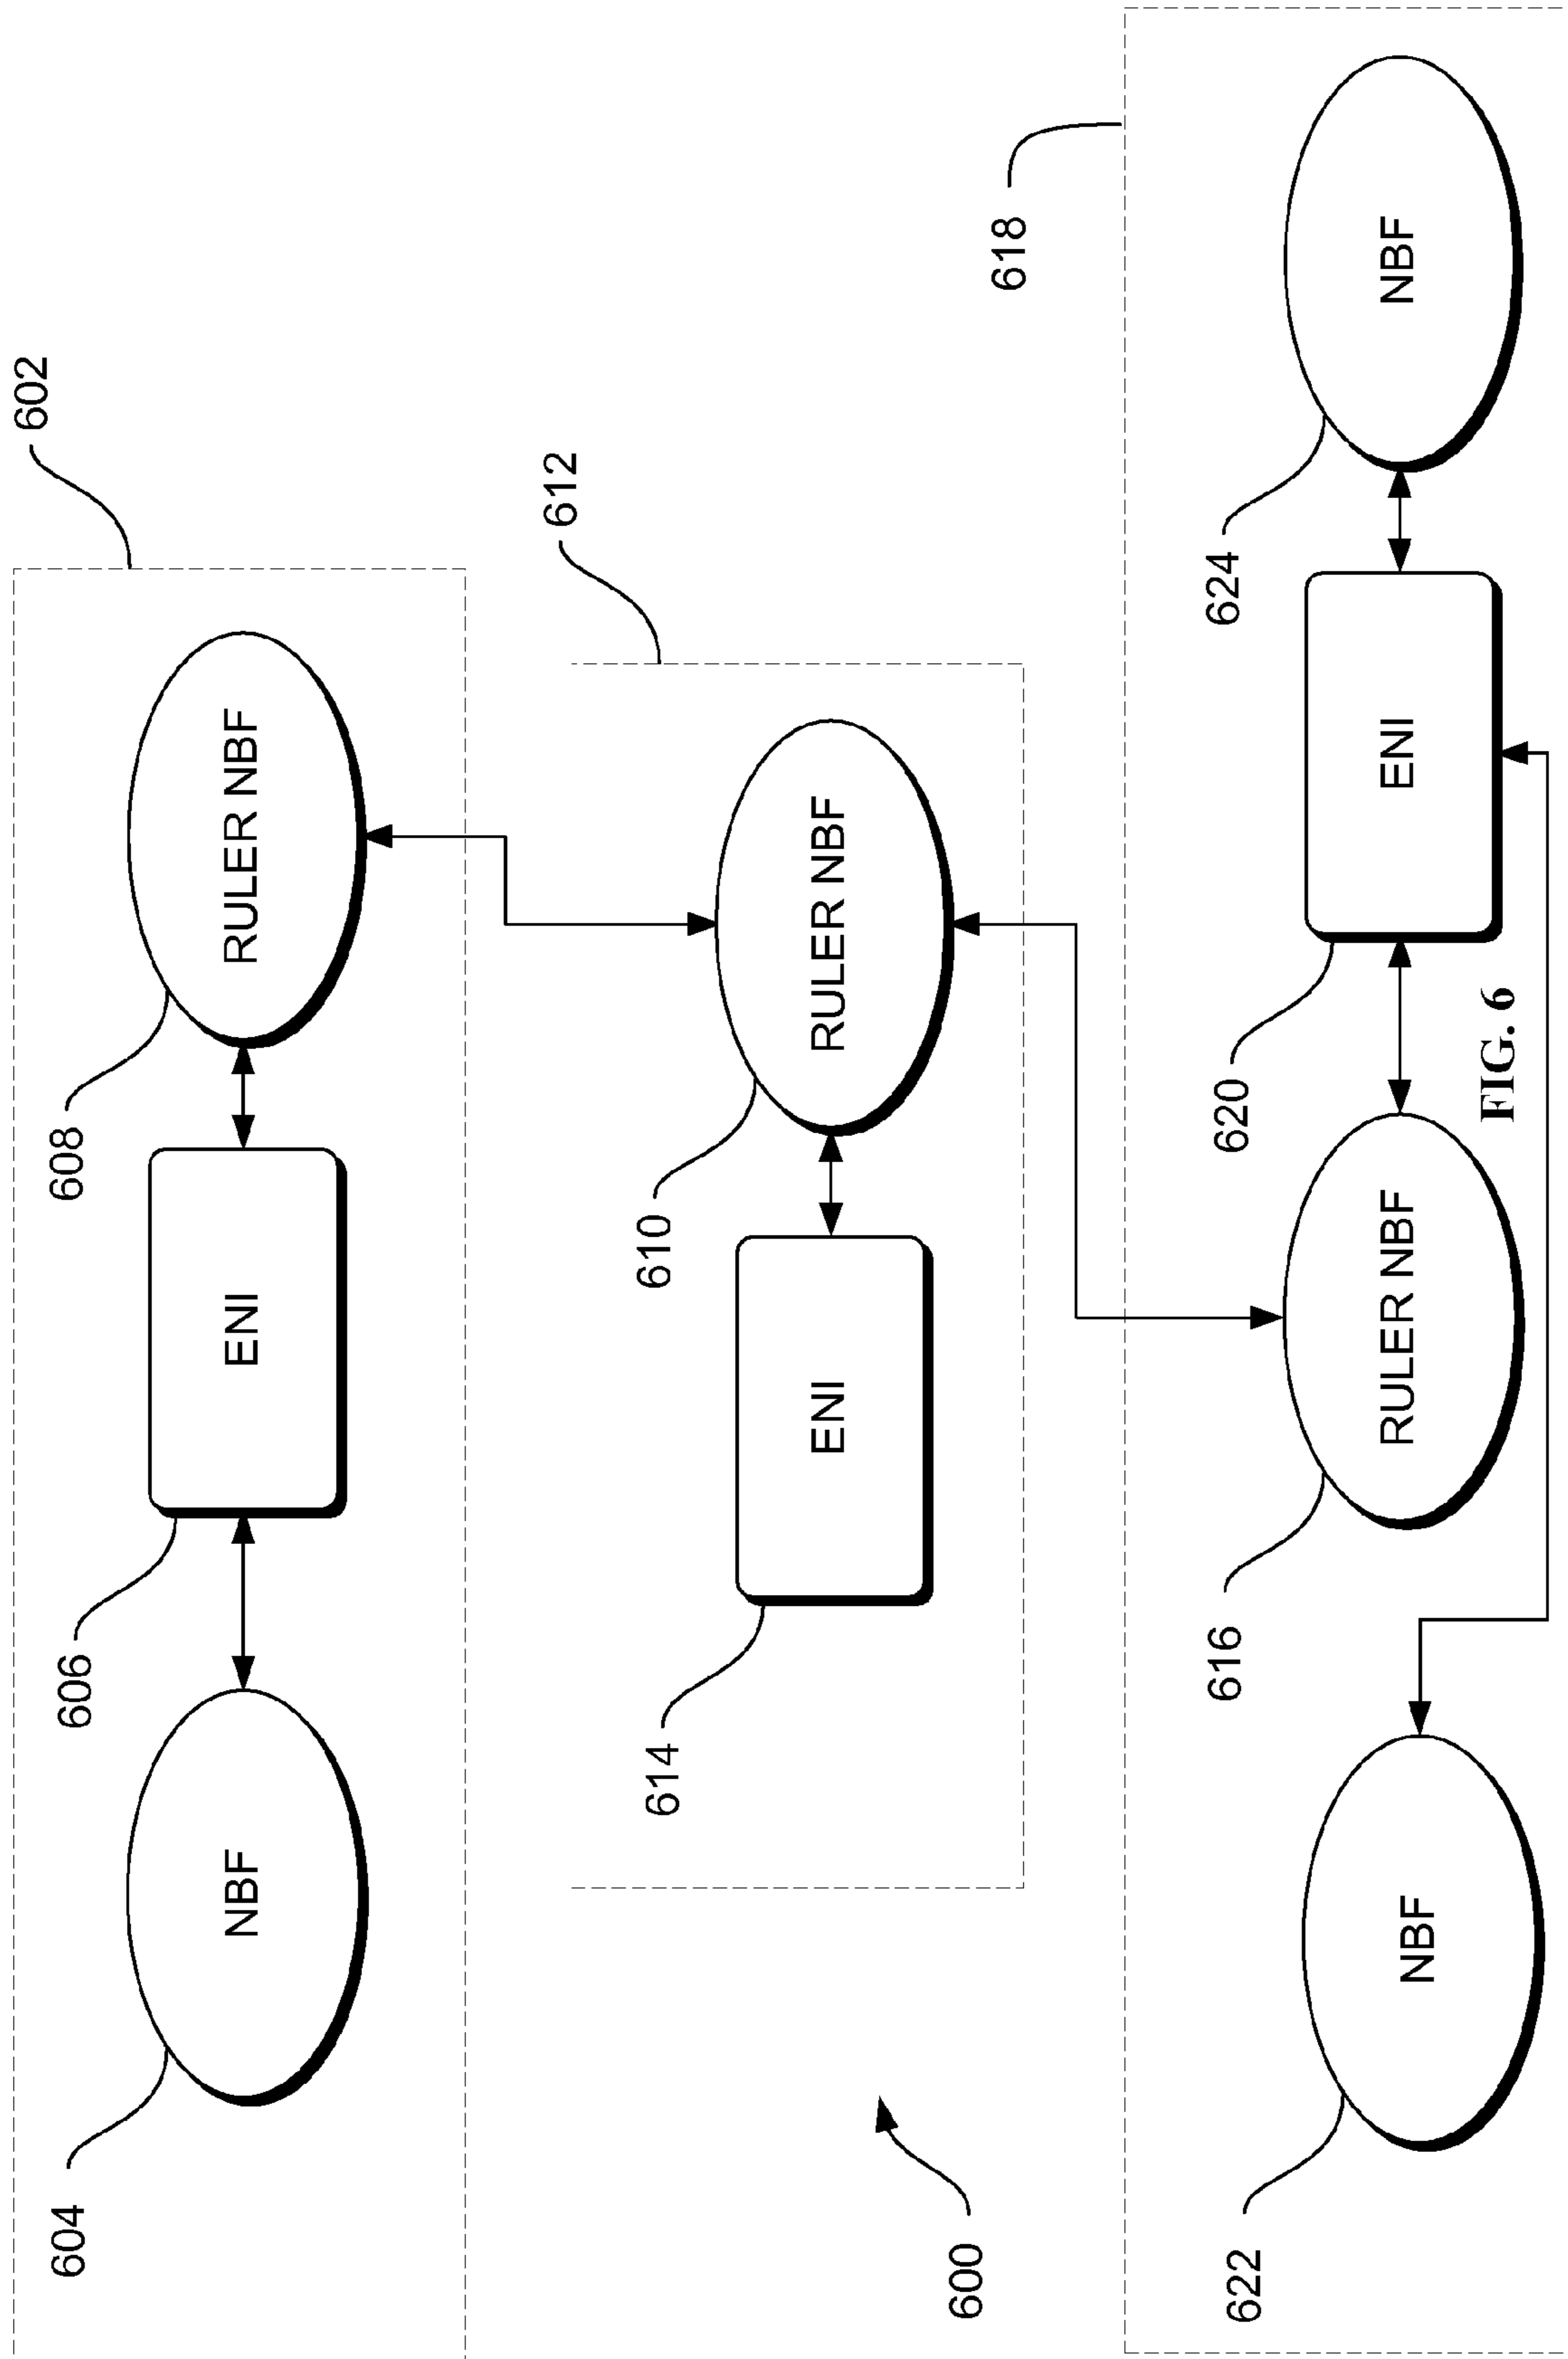 602
604
NBF
606
ENI
608
RULER NBF
612
614
ENI
610
RULER NBF
600
618
622
NBF
616
RULER NBF
620
ENI
624
NBF
FIG. 6